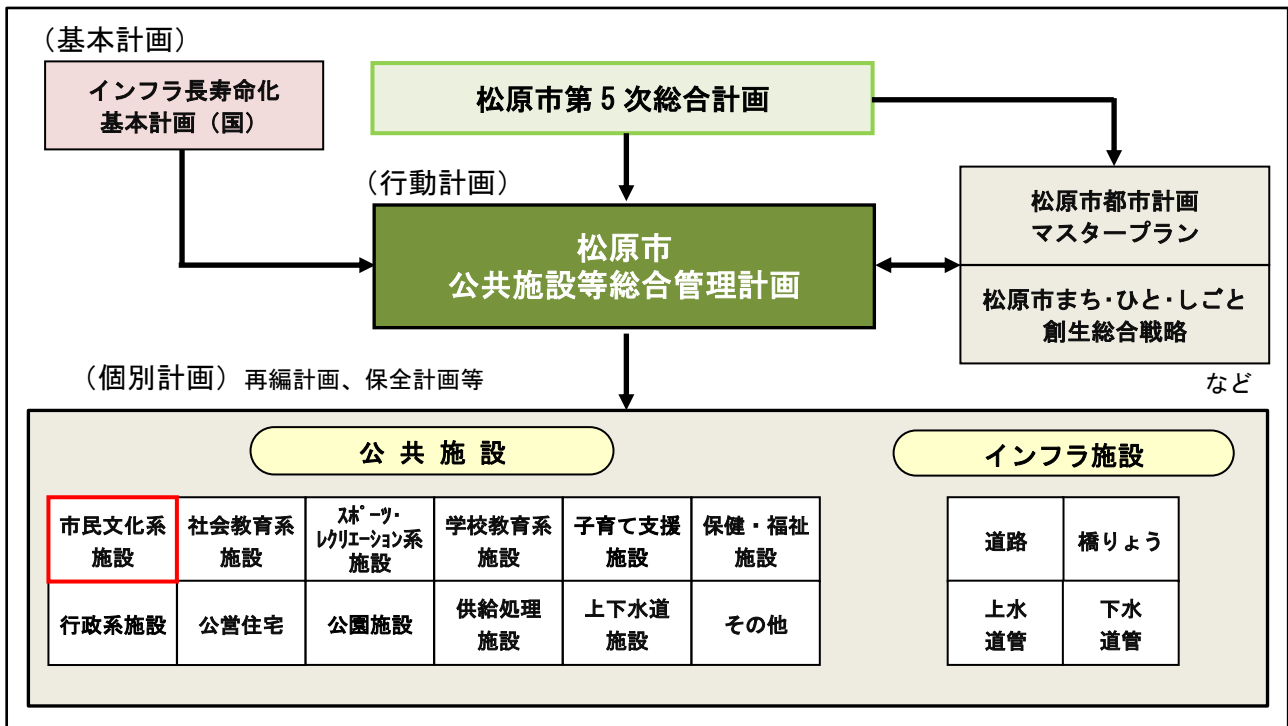 （基本計画）
インフラ長寿命化
基本計画（国）
松原市第５次総合計画
（行動計画）
松原市
公共施設等総合管理計画
松原市都市計画
マスタープラン
松原市まち・ひと・しごと
創生総合戦略
など
（個別計画）再編計画、保全計画等
公共施設
市民文化系
施設
社会教育系
施設
ｽﾎﾟｰﾂ・
ﾚｸﾘｴｰｼｮﾝ系
施設
学校教育系
施設
子育て支援
施設
保健・福祉
施設
行政系施設
公営住宅
公園施設
供給処理
施設
上下水道
施設
その他
インフラ施設
道路
橋りょう
上水
道管
下水
道管